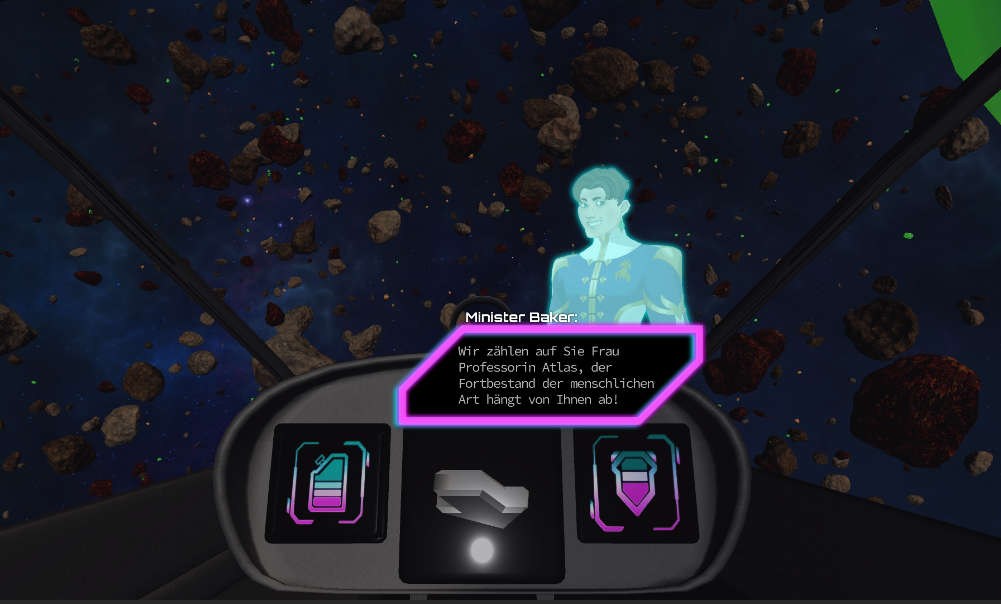 Minister Baker:
Wir zählen auf Sie Frau
Professorin Atlas, der
Fortbestand der menschlichen
Art hängt von Ihnen ab!